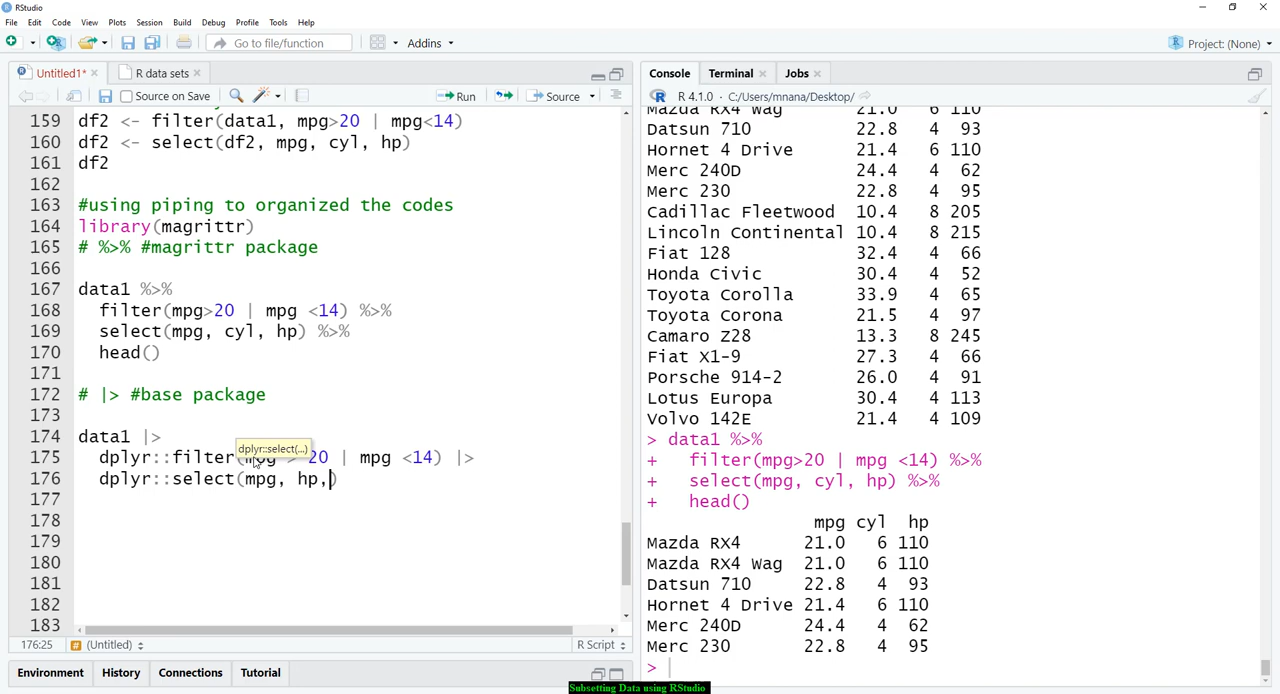 RStudio
File Edit Code View Plots Session Build Debug Profile Tools Help
Go to file/function Addins Project: (None)
Untitled1* R data sets
Source on Save Run Source
159 df2 <- filter(data1, mpg>20 | mpg<14)
160 df2 <- select(df2, mpg, cyl, hp)
161 df2
162
163 #using piping to organized the codes
164 library(magrittr)
165 # %>% #magrittr package
166
167 data1 %>%
168 filter(mpg>20 | mpg <14) %>%
169 select(mpg, cyl, hp) %>%
170 head()
171
172 # |> #base package
173
174 data1 |>
dplyr::select(...)
175 dplyr::filter(mpg > 20 | mpg <14) |>
176 dplyr::select(mpg, hp,)
177
178
179
180
181
182
183
176:25 # (Untitled) R Script
Environment History Connections Tutorial
Console Terminal Jobs
R R 4.1.0 · C:/Users/mnana/Desktop/
Mazda RX4 Wag 21.0 6 110
Datsun 710 22.8 4 93
Hornet 4 Drive 21.4 6 110
Merc 240D 24.4 4 62
Merc 230 22.8 4 95
Cadillac Fleetwood 10.4 8 205
Lincoln Continental 10.4 8 215
Fiat 128 32.4 4 66
Honda Civic 30.4 4 52
Toyota Corolla 33.9 4 65
Toyota Corona 21.5 4 97
Camaro Z28 13.3 8 245
Fiat X1-9 27.3 4 66
Porsche 914-2 26.0 4 91
Lotus Europa 30.4 4 113
Volvo 142E 21.4 4 109
> data1 %>%
+ filter(mpg>20 | mpg <14) %>%
+ select(mpg, cyl, hp) %>%
+ head()
mpg cyl hp
Mazda RX4 21.0 6 110
Mazda RX4 Wag 21.0 6 110
Datsun 710 22.8 4 93
Hornet 4 Drive 21.4 6 110
Merc 240D 24.4 4 62
Merc 230 22.8 4 95
>
Subsetting Data using RStudio